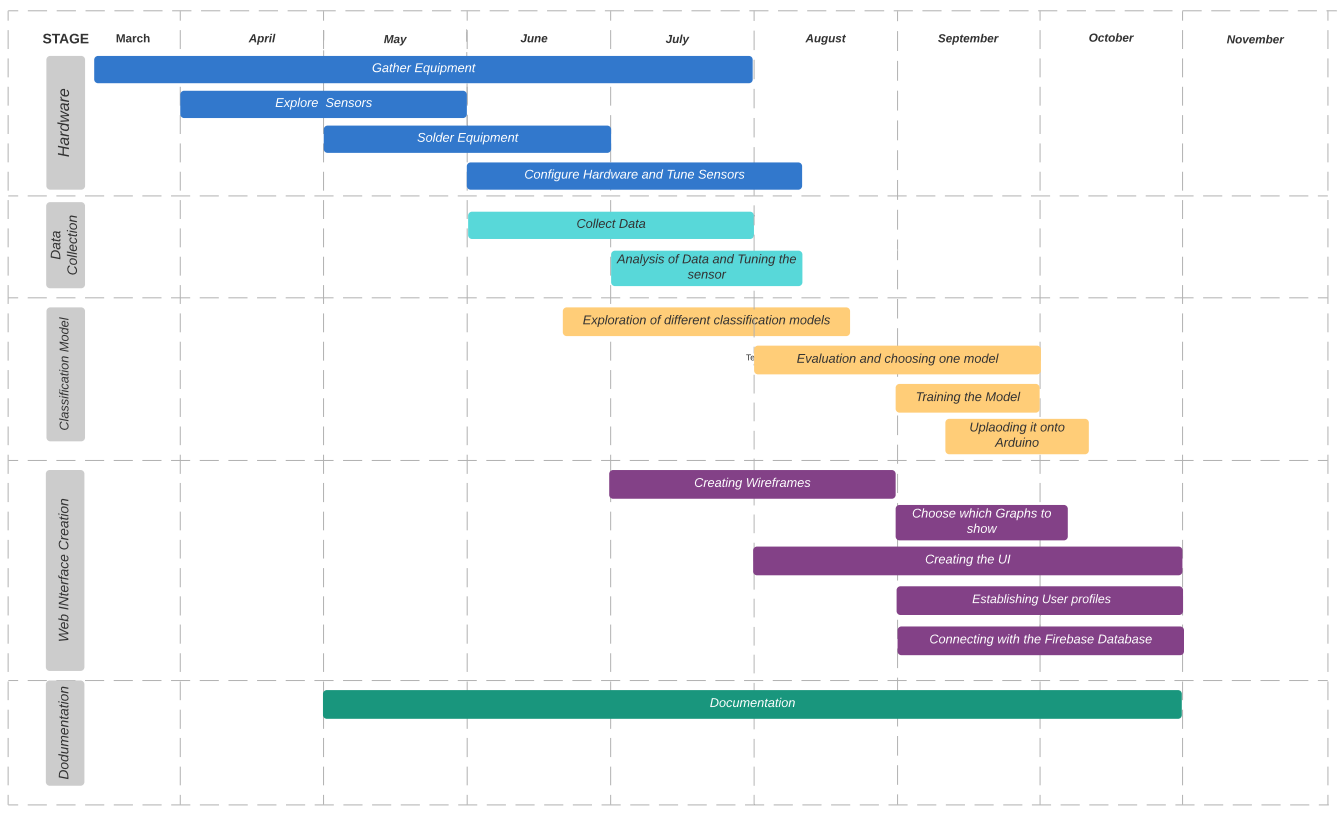 STAGE March April May June July August September October November
Hardware
Gather Equipment
Explore Sensors
Solder Equipment
Configure Hardware and Tune Sensors
Data
Collection
Collect Data
Analysis of Data and Tuning the
sensor
Classification Model
Exploration of different classification models
Te
Evaluation and choosing one model
Training the Model
Uplaoding it onto
Arduino
Web INterface Creation
Creating Wireframes
Choose which Graphs to
show
Creating the UI
Establishing User profiles
Connecting with the Firebase Database
Dodumentation
Documentation